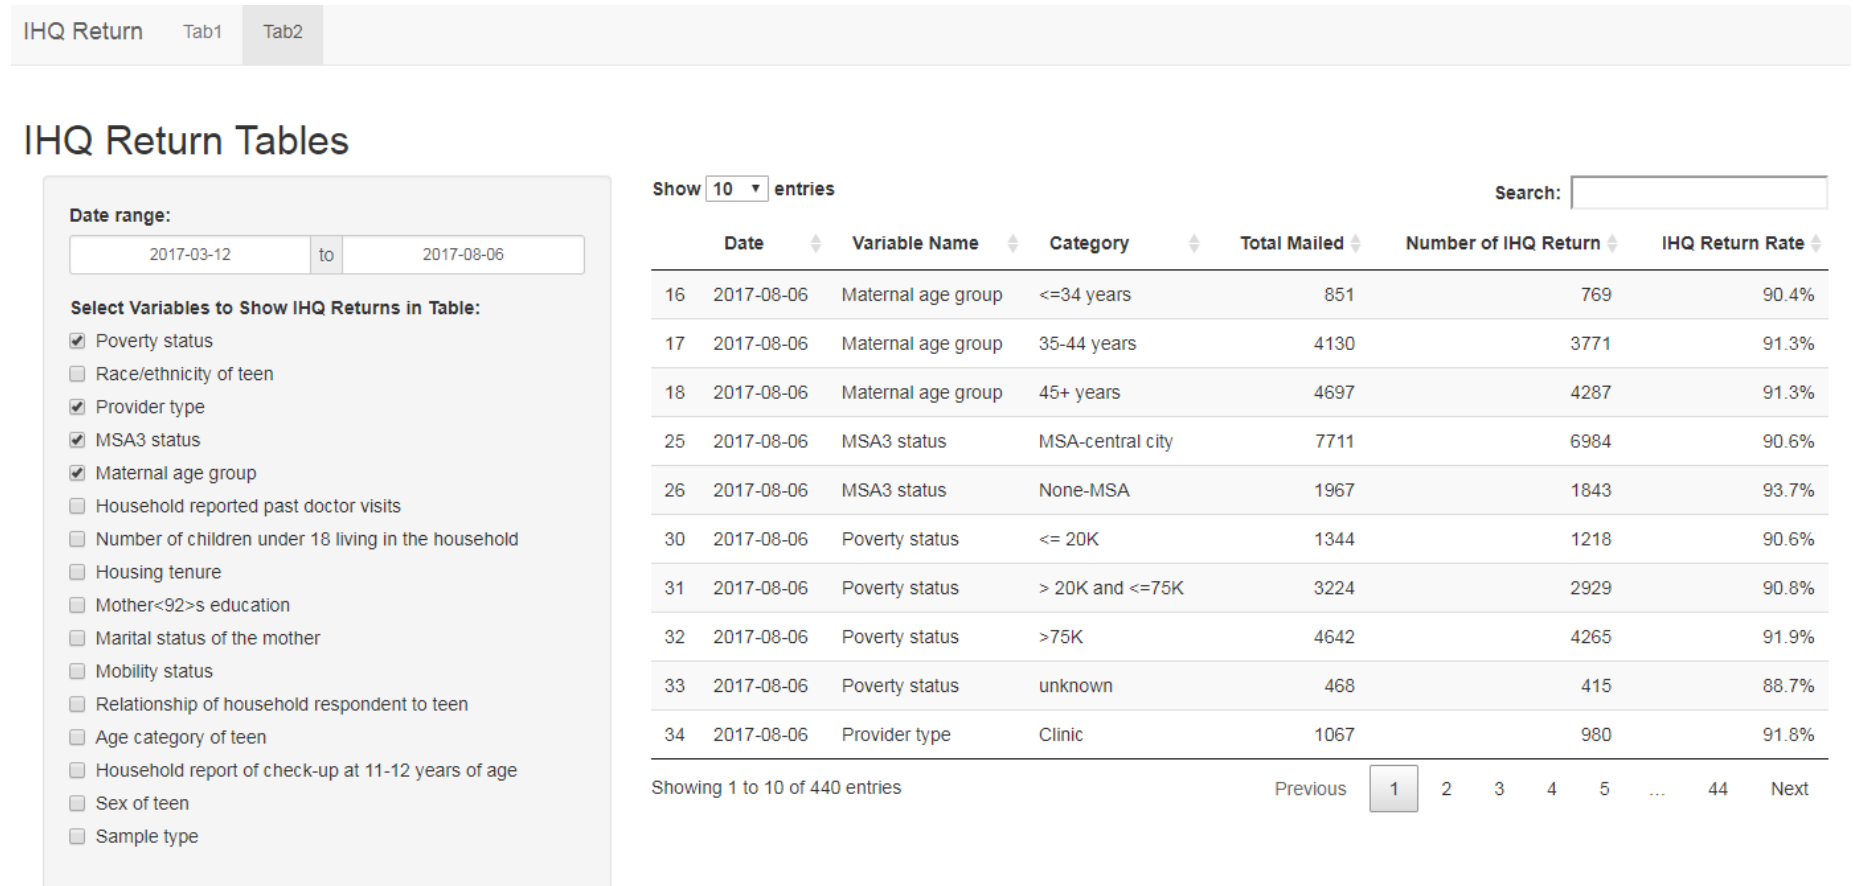 IHQ Return Tab1 Tab2
IHQ Return Tables
Date range:
2017-03-12 to 2017-08-06
Select Variables to Show IHQ Returns in Table:
Poverty status
Race/ethnicity of teen
Provider type
MSA3 status
Maternal age group
Household reported past doctor visits
Number of children under 18 living in the household
Housing tenure
Mother<92>s education
Marital status of the mother
Mobility status
Relationship of household respondent to teen
Age category of teen
Household report of check-up at 11-12 years of age
Sex of teen
Sample type
Show 10 entries Search:
Date Variable Name Category Total Mailed Number of IHQ Return IHQ Return Rate
16 2017-08-06 Maternal age group <=34 years 851 769 90.4%
17 2017-08-06 Maternal age group 35-44 years 4130 3771 91.3%
18 2017-08-06 Maternal age group 45+ years 4697 4287 91.3%
25 2017-08-06 MSA3 status MSA-central city 7711 6984 90.6%
26 2017-08-06 MSA3 status None-MSA 1967 1843 93.7%
30 2017-08-06 Poverty status <= 20K 1344 1218 90.6%
31 2017-08-06 Poverty status > 20K and <=75K 3224 2929 90.8%
32 2017-08-06 Poverty status >75K 4642 4265 91.9%
33 2017-08-06 Poverty status unknown 468 415 88.7%
34 2017-08-06 Provider type Clinic 1067 980 91.8%
Showing 1 to 10 of 440 entries Previous 1 2 3 4 5 ... 44 Next